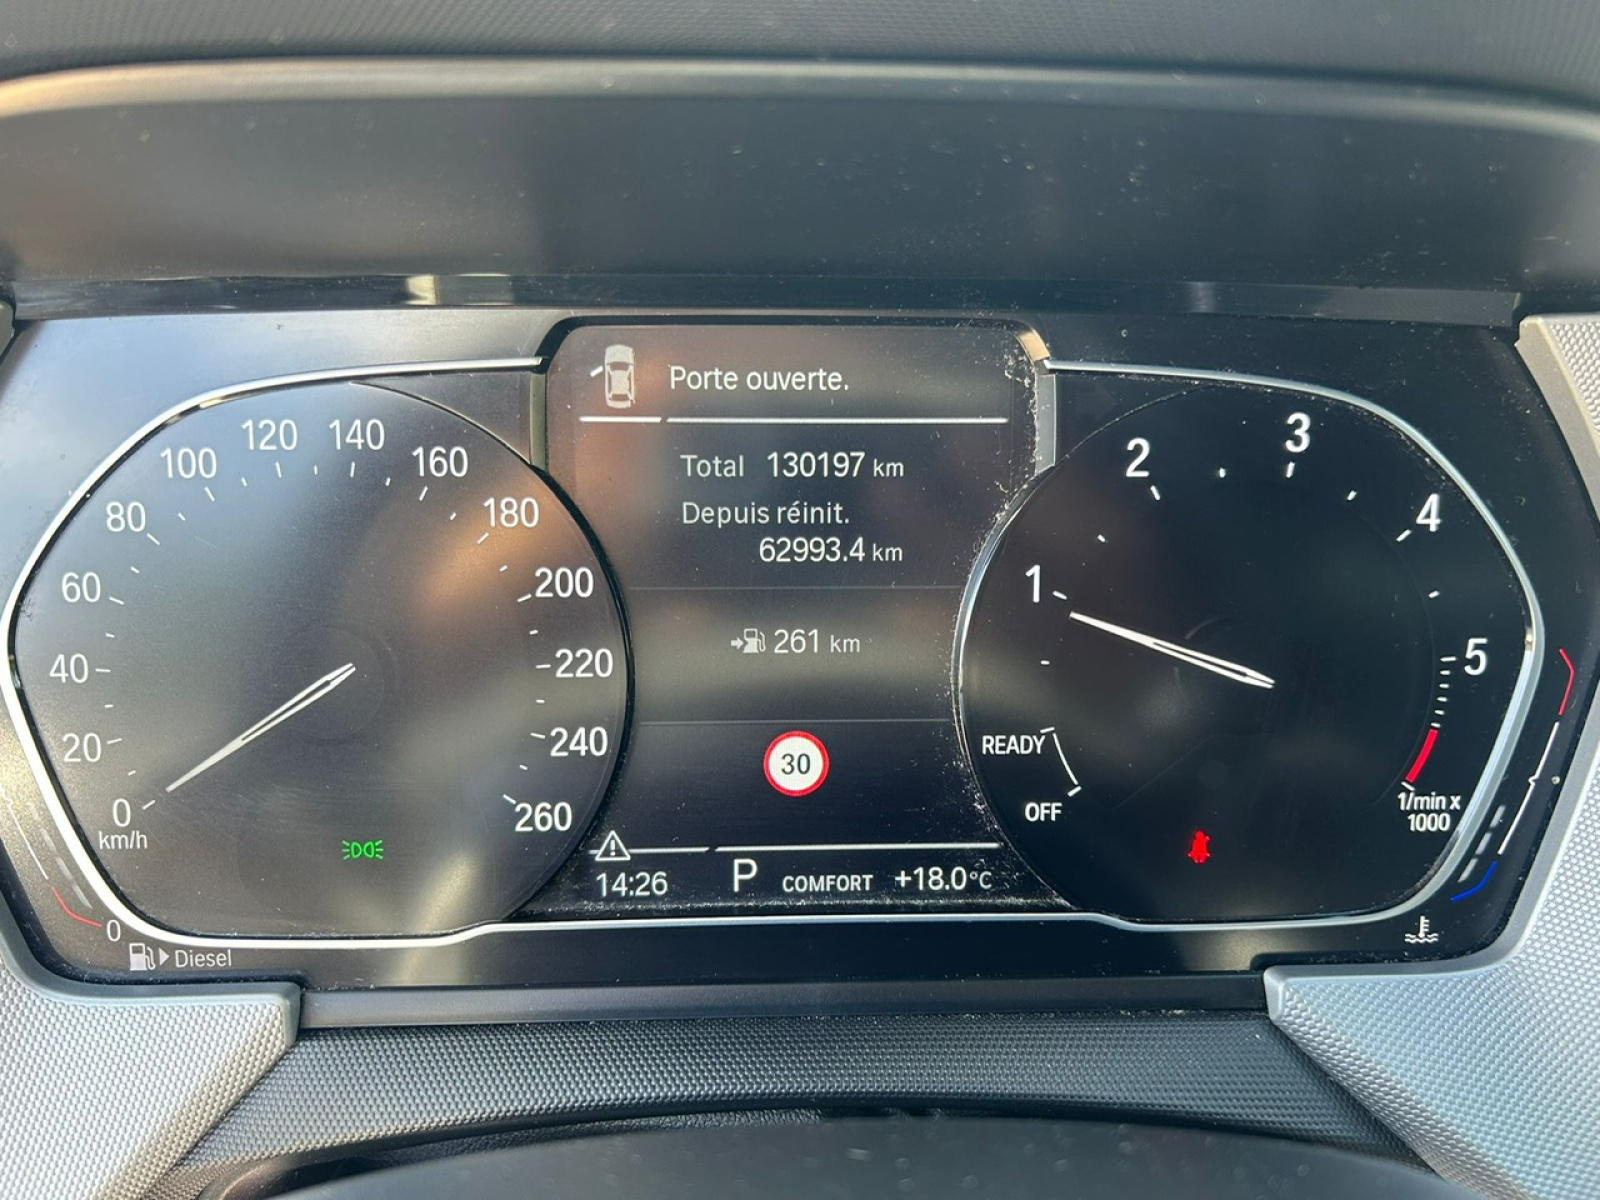 Porte ouverte.
Total 130197 km
Depuis réinit.
62993.4 km
261 km
30
14:26 P COMFORT +18.0°C
0 20 40 60 80 100 120 140 160 180 200 220 240 260
km/h
0
Diesel
1 2 3 4 5
READY
OFF
1/min x
1000